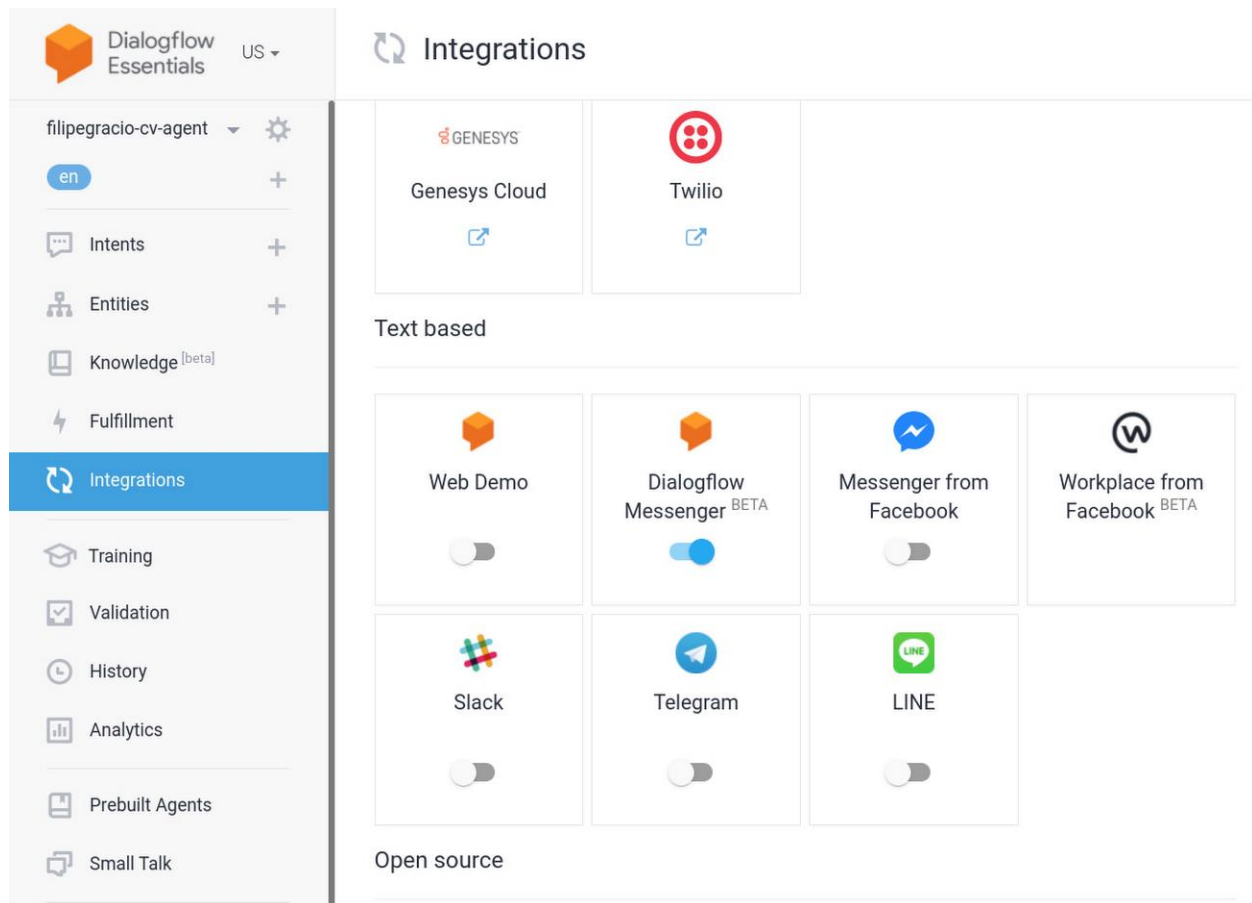 Dialogflow
Essentials
US
Integrations
filipegracio-cv-agent
en
Intents
Entities
Knowledge [beta]
Fulfillment
Integrations
Training
Validation
History
Analytics
Prebuilt Agents
Small Talk
GENESYS
Genesys Cloud
Twilio
Text based
Web Demo
Dialogflow
Messenger BETA
Messenger from
Facebook
Workplace from
Facebook BETA
Slack
Telegram
LINE
LINE
Open source